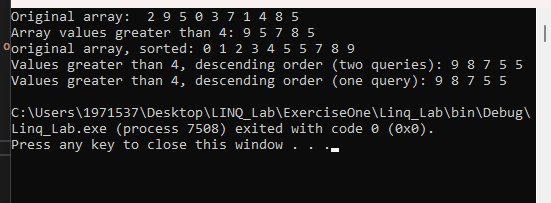 Original array:  2 9 5 0 3 7 1 4 8 5
Array values greater than 4: 9 5 7 8 5
original array, sorted: 0 1 2 3 4 5 5 7 8 9
Values greater than 4, descending order (two queries): 9 8 7 5 5
Values greater than 4, descending order (one query): 9 8 7 5 5
C:\Users\1971537\Desktop\LINQ_Lab\ExerciseOne\Linq_Lab\bin\Debug\
Linq_Lab.exe (process 7508) exited with code 0 (0x0).
Press any key to close this window . . .